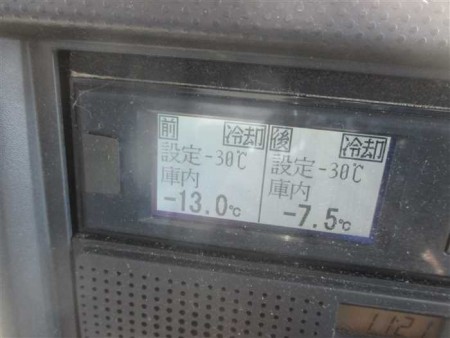 前 冷却 後 冷却
設定-30℃ 設定-30℃
庫内 庫内
-13.0℃ -7.5℃